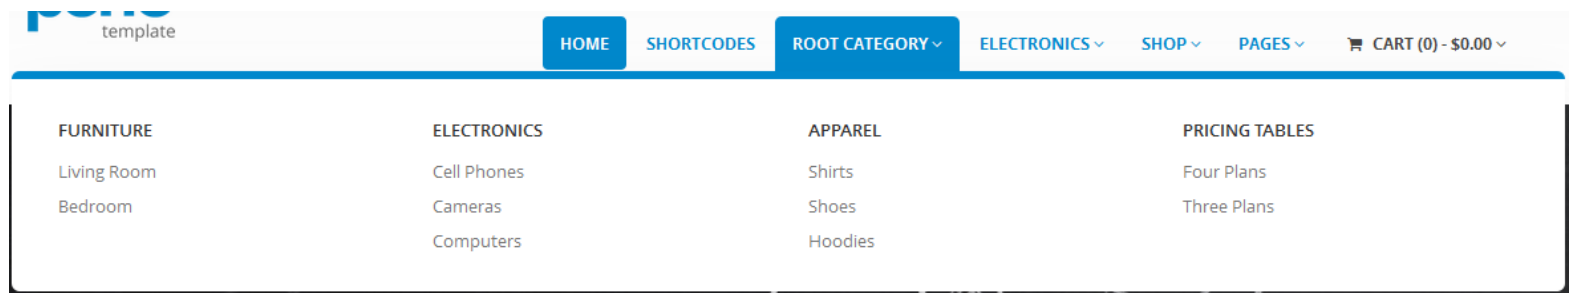 template
HOME SHORTCODES ROOT CATEGORY ELECTRONICS SHOP PAGES CART (0) - $0.00
FURNITURE ELECTRONICS APPAREL PRICING TABLES
Living Room Cell Phones Shirts Four Plans
Bedroom Cameras Shoes Three Plans
Computers Hoodies